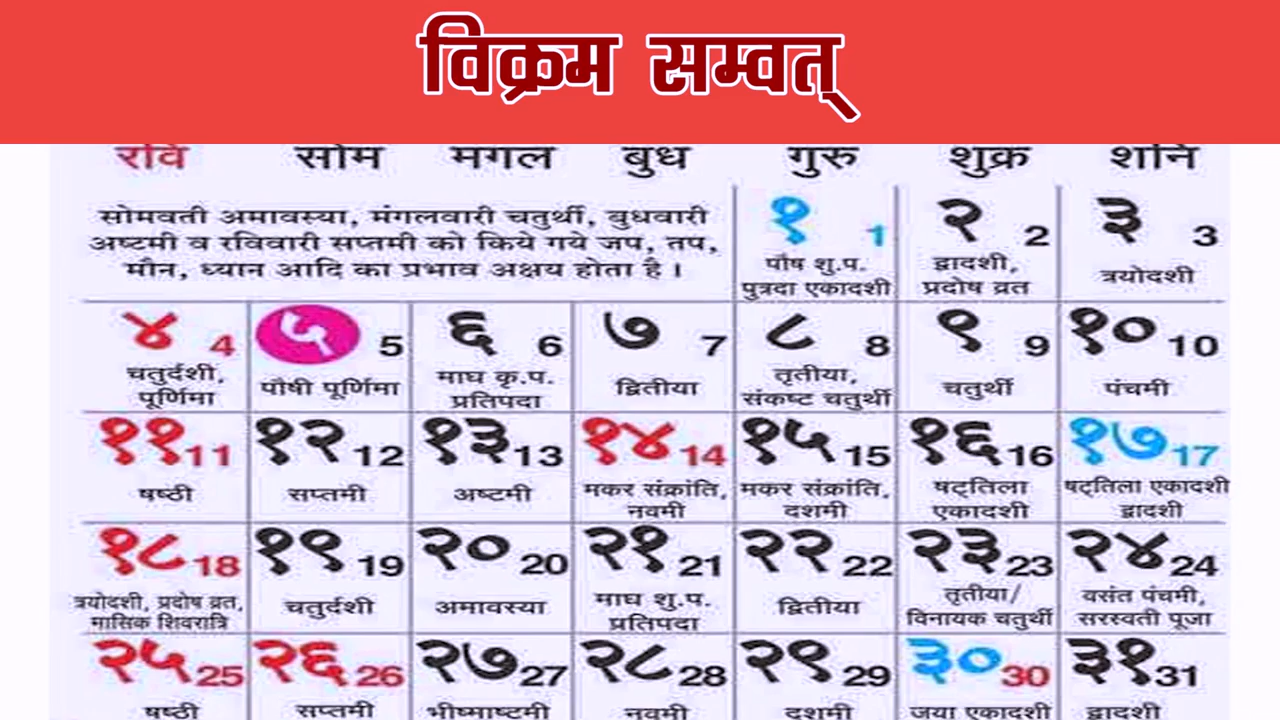 विक्रम सम्वत्
रवि सोम मगल बुध गुरु शुक्र शनि
सोमवती अमावस्या, मंगलवारी चतुर्थी, बुधवारी
अष्टमी व रविवारी सप्तमी को किये गये जप, तप,
मौन, ध्यान आदि का प्रभाव अक्षय होता है।
१ 1 २ 2 ३ 3
पौष शु.प. द्वादशी, त्रयोदशी
पुत्रदा एकादशी प्रदोष व्रत
४ 4 ५ 5 ६ 6 ७ 7 ८ 8 ९ 9 १० 10
चतुर्दशी, पौषी पूर्णिमा माघ कृ.प. द्वितीया तृतीया, चतुर्थी पंचमी
पूर्णिमा प्रतिपदा संकष्ट चतुर्थी
११ 11 १२ 12 १३ 13 १४ 14 १५ 15 १६ 16 १७ 17
षष्ठी सप्तमी अष्टमी मकर संक्रांति, मकर संक्रांति, षट्तिला षट्तिला एकादशी
नवमी दशमी एकादशी द्वादशी
१८ 18 १९ 19 २० 20 २१ 21 २२ 22 २३ 23 २४ 24
त्रयोदशी, प्रदोष व्रत, चतुर्दशी अमावस्या माघ शु.प. द्वितीया तृतीया/ वसंत पंचमी,
मासिक शिवरात्रि प्रतिपदा विनायक चतुर्थी सरस्वती पूजा
२५ 25 २६ 26 २७ 27 २८ 28 २९ 29 ३० 30 ३१ 31
षष्ठी सप्तमी भीष्माष्टमी नवमी दशमी जया एकादशी द्वादशी